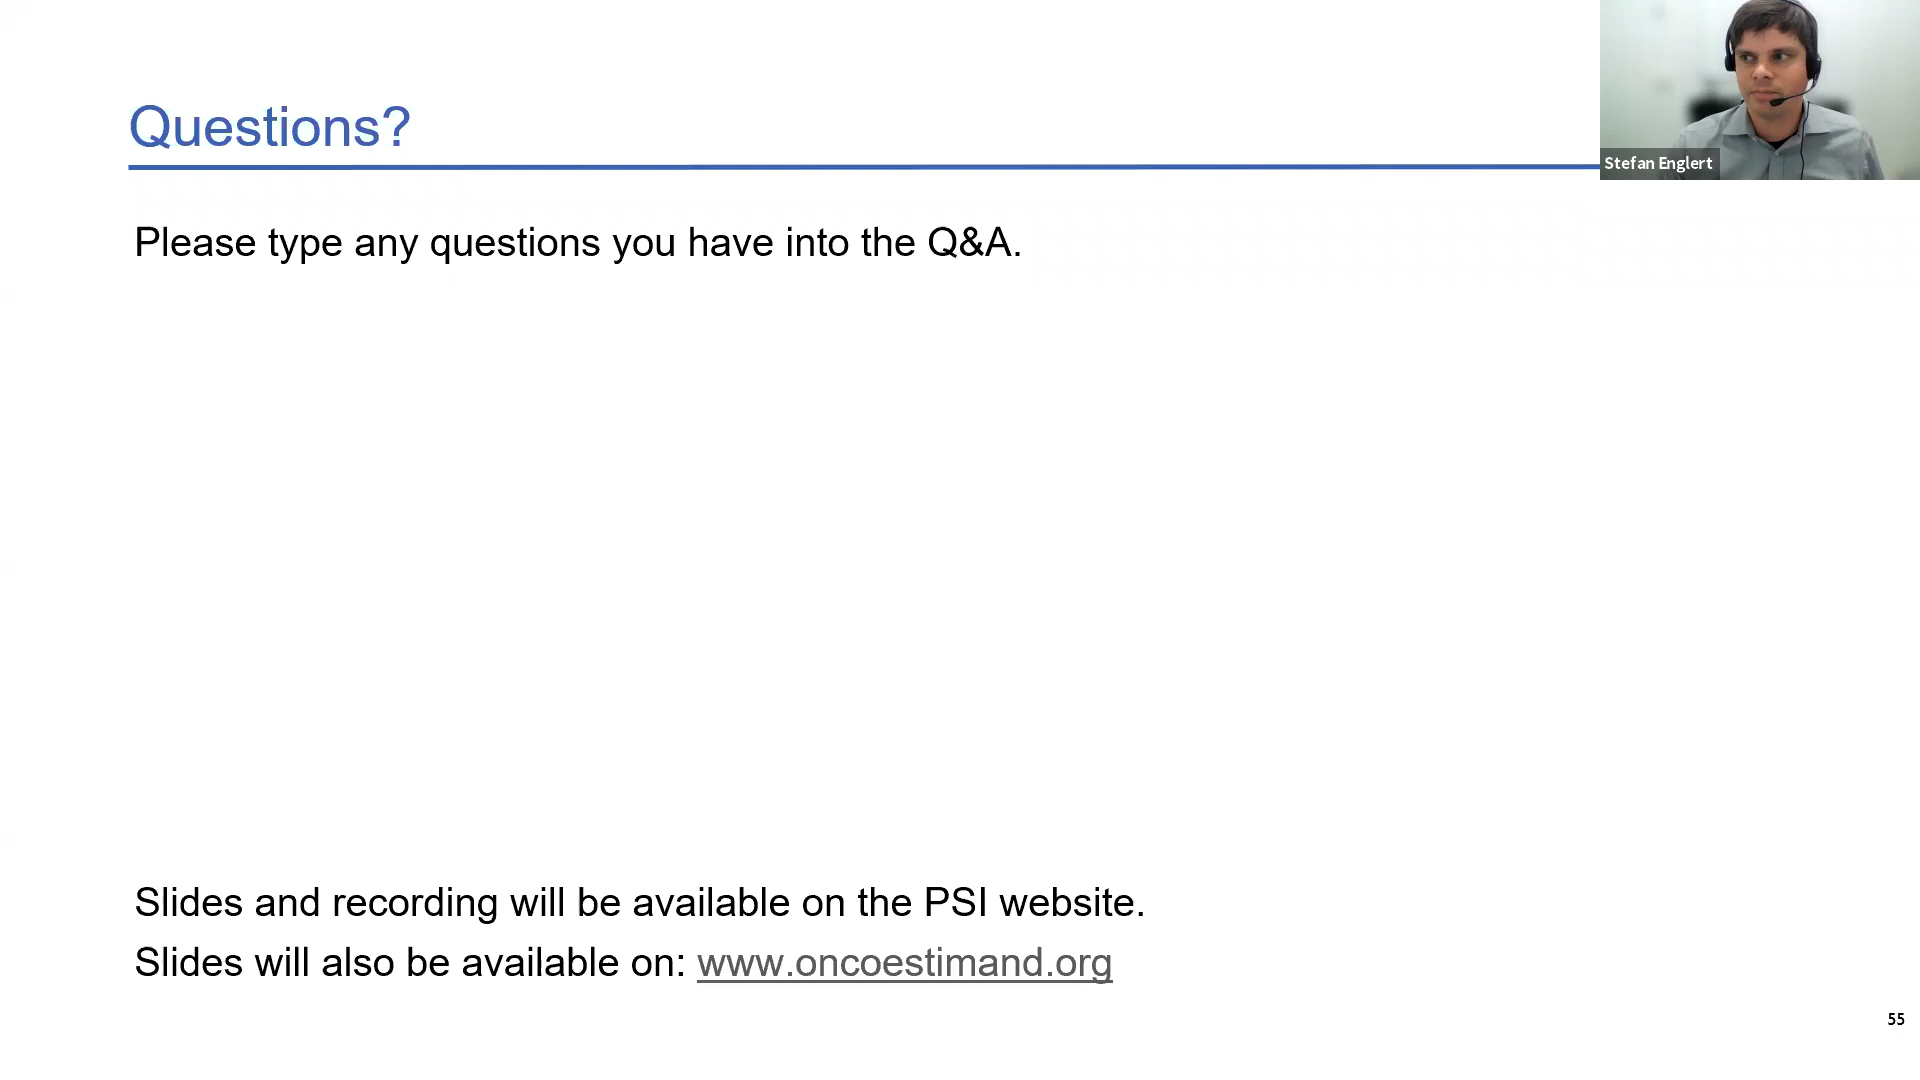 Questions?
Stefan Englert
Please type any questions you have into the Q&A.
Slides and recording will be available on the PSI website.
Slides will also be available on: www.oncoestimand.org
55